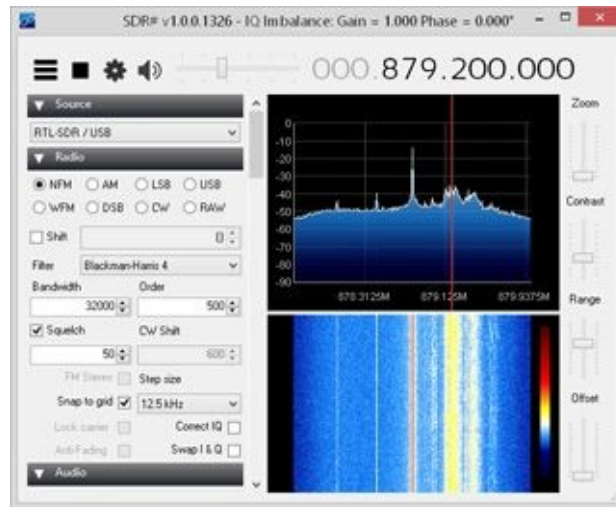 SDR# v1.0.0.1326 - IQ Imbalance: Gain = 1.000 Phase = 0.000°
000.879.200.000
Source
RTL-SDR / USB
Radio
NFM AM LSB USB
WFM DSB CW RAW
Shift 0
Filter Blackman-Harris 4
Bandwidth Order
32000 500
Squelch CW Shift
50 600
FM Stereo Step size
Snap to grid 12.5 kHz
Lock carrier Correct IQ
Anti-Fading Swap I & Q
Audio
0
-10
-20
-30
-40
-50
-60
-70
-80
-90
878.3125M 879.125M 879.9375M
Zoom
Contrast
Range
Offset